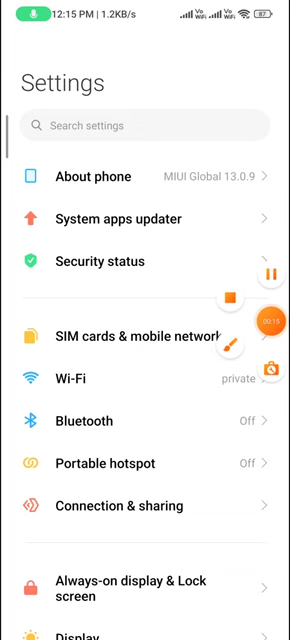 12:15 PM | 1.2KB/s
Vo WiFi Vo WiFi 87
Settings
Search settings
About phone MIUI Global 13.0.9
System apps updater
Security status
00:15
SIM cards & mobile network
Wi-Fi private
Bluetooth Off
Portable hotspot Off
Connection & sharing
Always-on display & Lock
screen
Display